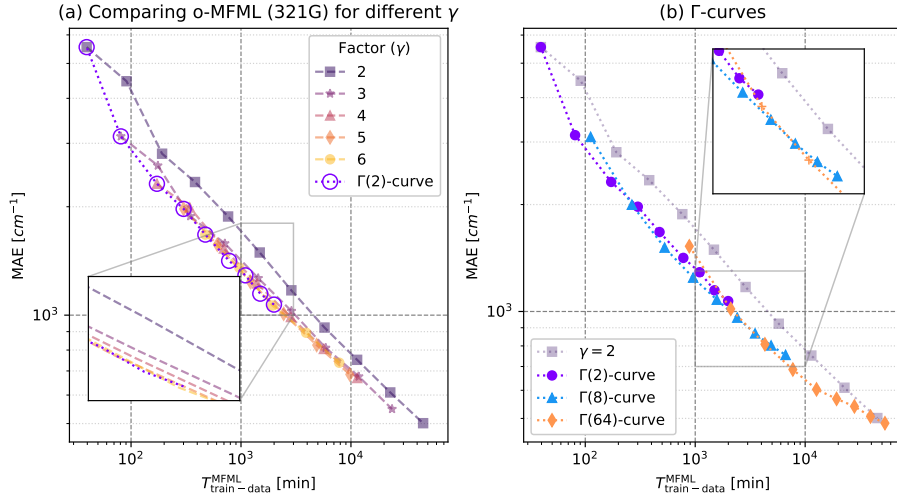 (a) Comparing o-MFML (321G) for different γ
MAE [cm⁻¹]
10³
Factor (γ)
2
3
4
5
6
Γ(2)-curve
10² 10³ 10⁴
T^MFML_train−data [min]
(b) Γ-curves
MAE [cm⁻¹]
10³
γ = 2
Γ(2)-curve
Γ(8)-curve
Γ(64)-curve
10² 10³ 10⁴
T^MFML_train−data [min]